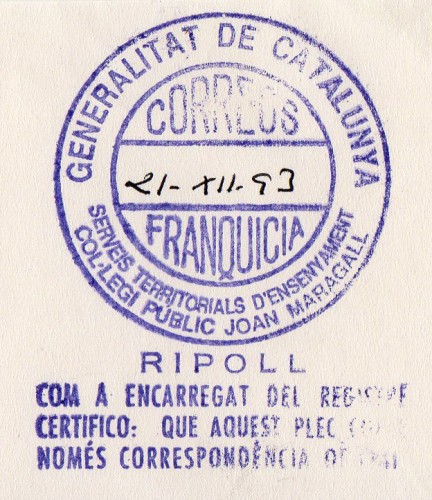 GENERALITAT DE CATALUNYA
CORREOS
21-XII-93
FRANQUICIA
SERVEIS TERRITORIALS D'ENSENYAMENT
COL·LEGI PÚBLIC JOAN MARAGALL
RIPOLL
COM A ENCARREGAT DEL REGISTRE
CERTIFICO: QUE AQUEST PLEC
NOMÉS CORRESPONDÈNCIA